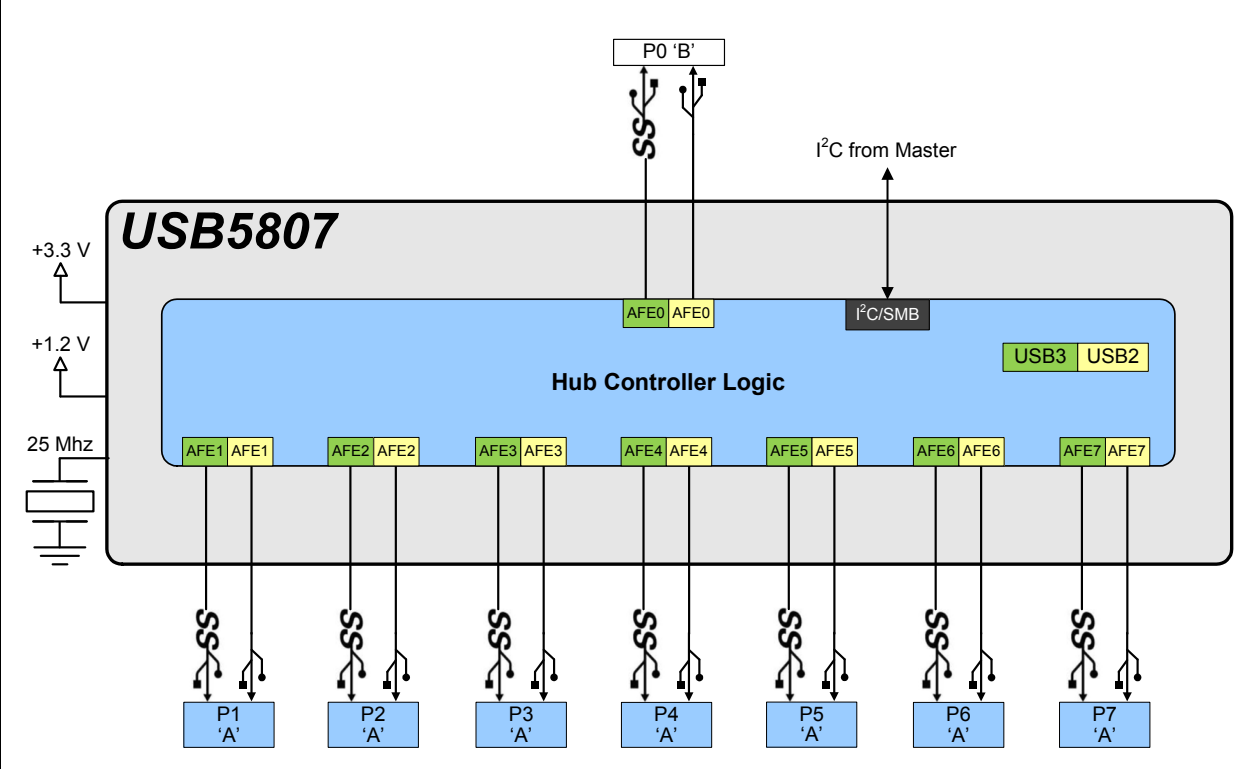 P0 ‘B’
SS
I²C from Master
USB5807
+3.3 V
AFE0 AFE0
I²C/SMB
+1.2 V
USB3 USB2
Hub Controller Logic
25 Mhz
AFE1 AFE1 AFE2 AFE2 AFE3 AFE3 AFE4 AFE4 AFE5 AFE5 AFE6 AFE6 AFE7 AFE7
SS SS SS SS SS SS SS
P1 P2 P3 P4 P5 P6 P7
‘A’ ‘A’ ‘A’ ‘A’ ‘A’ ‘A’ ‘A’